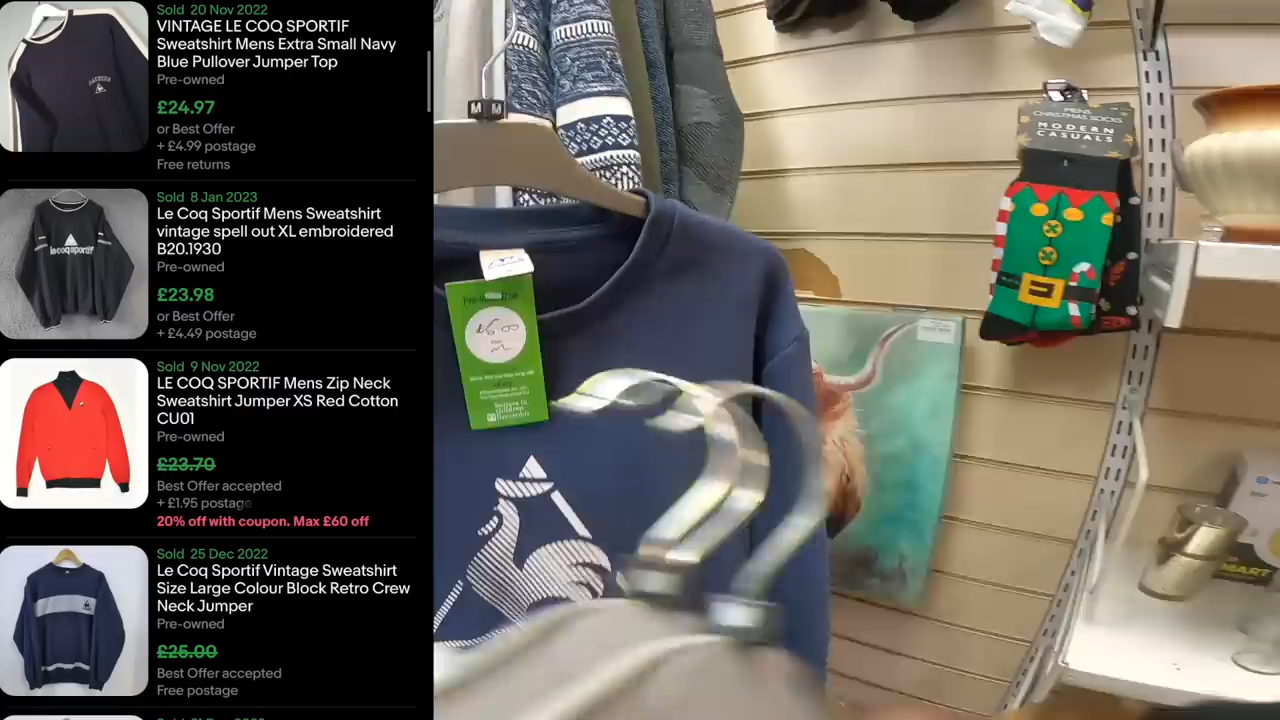 Sold 20 Nov 2022
VINTAGE LE COQ SPORTIF
Sweatshirt Mens Extra Small Navy
Blue Pullover Jumper Top
Pre-owned
£24.97
or Best Offer
+ £4.99 postage
Free returns
Sold 8 Jan 2023
Le Coq Sportif Mens Sweatshirt
vintage spell out XL embroidered
B20.1930
Pre-owned
£23.98
or Best Offer
+ £4.49 postage
lecoqsportif
Sold 9 Nov 2022
LE COQ SPORTIF Mens Zip Neck
Sweatshirt Jumper XS Red Cotton
CU01
Pre-owned
£23.70
Best Offer accepted
+ £1.95 postage
20% off with coupon. Max £60 off
Sold 25 Dec 2022
Le Coq Sportif Vintage Sweatshirt
Size Large Colour Block Retro Crew
Neck Jumper
Pre-owned
£25.00
Best Offer accepted
Free postage
M M
MENS
CHRISTMAS SOCKS
MODERN
CASUALS